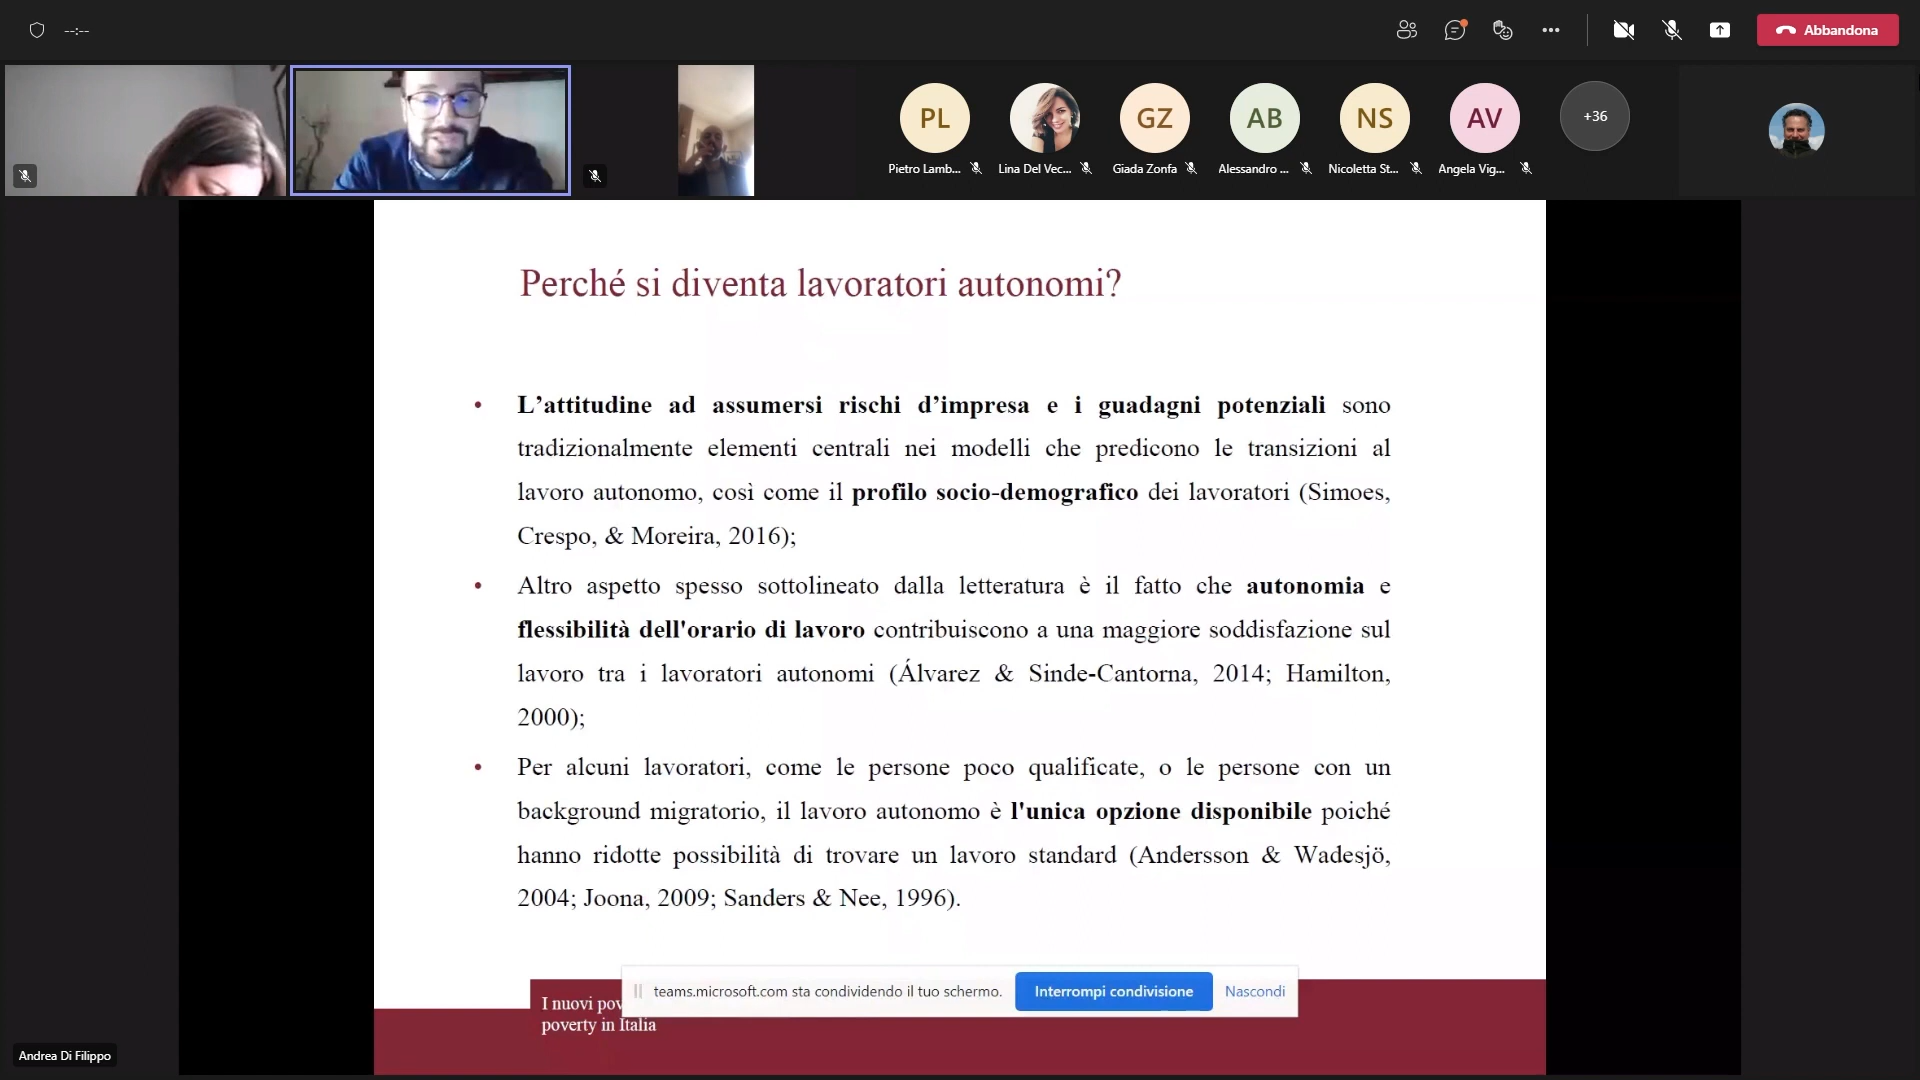 --:--
Abbandona
PL
GZ
AB
NS
AV
+36
Pietro Lamb...
Lina Del Vec...
Giada Zonfa
Alessandro ...
Nicoletta St...
Angela Vig...
Perché si diventa lavoratori autonomi?
• L’attitudine ad assumersi rischi d’impresa e i guadagni potenziali sono
tradizionalmente elementi centrali nei modelli che predicono le transizioni al
lavoro autonomo, così come il profilo socio-demografico dei lavoratori (Simoes,
Crespo, & Moreira, 2016);
• Altro aspetto spesso sottolineato dalla letteratura è il fatto che autonomia e
flessibilità dell'orario di lavoro contribuiscono a una maggiore soddisfazione sul
lavoro tra i lavoratori autonomi (Álvarez & Sinde-Cantorna, 2014; Hamilton,
2000);
• Per alcuni lavoratori, come le persone poco qualificate, o le persone con un
background migratorio, il lavoro autonomo è l'unica opzione disponibile poiché
hanno ridotte possibilità di trovare un lavoro standard (Andersson & Wadesjö,
2004; Joona, 2009; Sanders & Nee, 1996).
teams.microsoft.com sta condividendo il tuo schermo.
Interrompi condivisione
Nascondi
I nuovi
poverty in Italia
Andrea Di Filippo